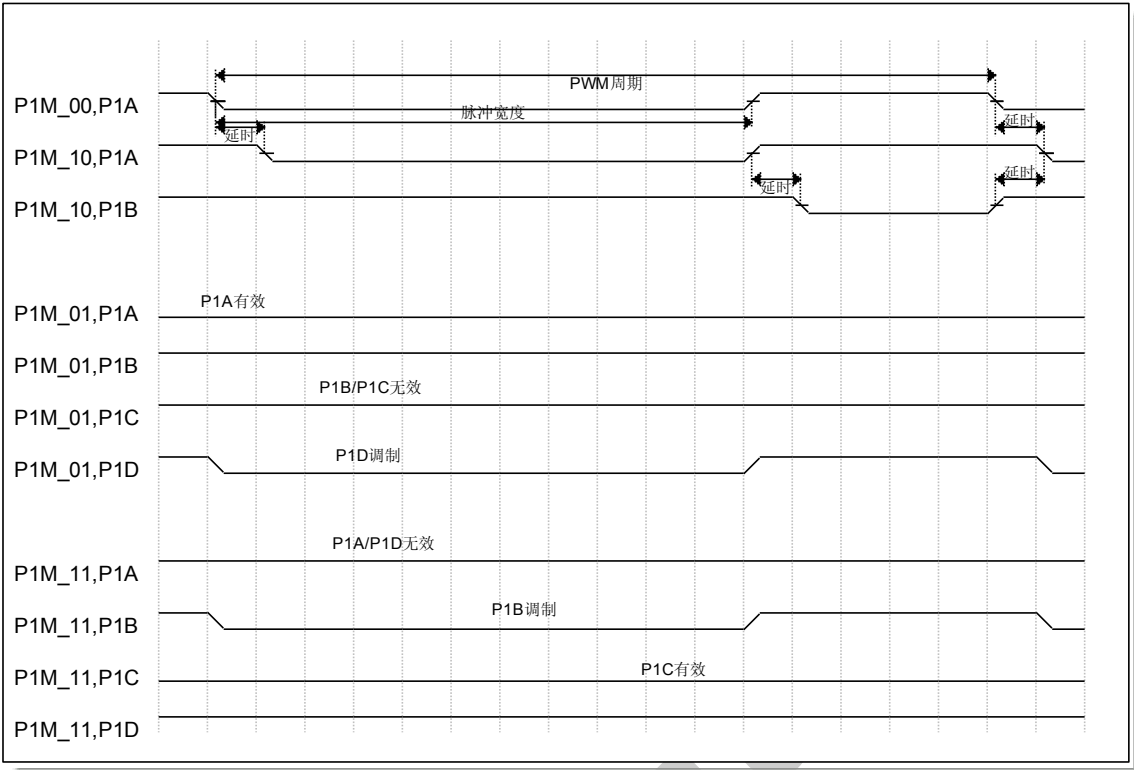 PWM周期
P1M_00,P1A
脉冲宽度
延时
延时
P1M_10,P1A
延时
延时
P1M_10,P1B
P1A有效
P1M_01,P1A
P1M_01,P1B
P1B/P1C无效
P1M_01,P1C
P1D调制
P1M_01,P1D
P1A/P1D无效
P1M_11,P1A
P1B调制
P1M_11,P1B
P1C有效
P1M_11,P1C
P1M_11,P1D